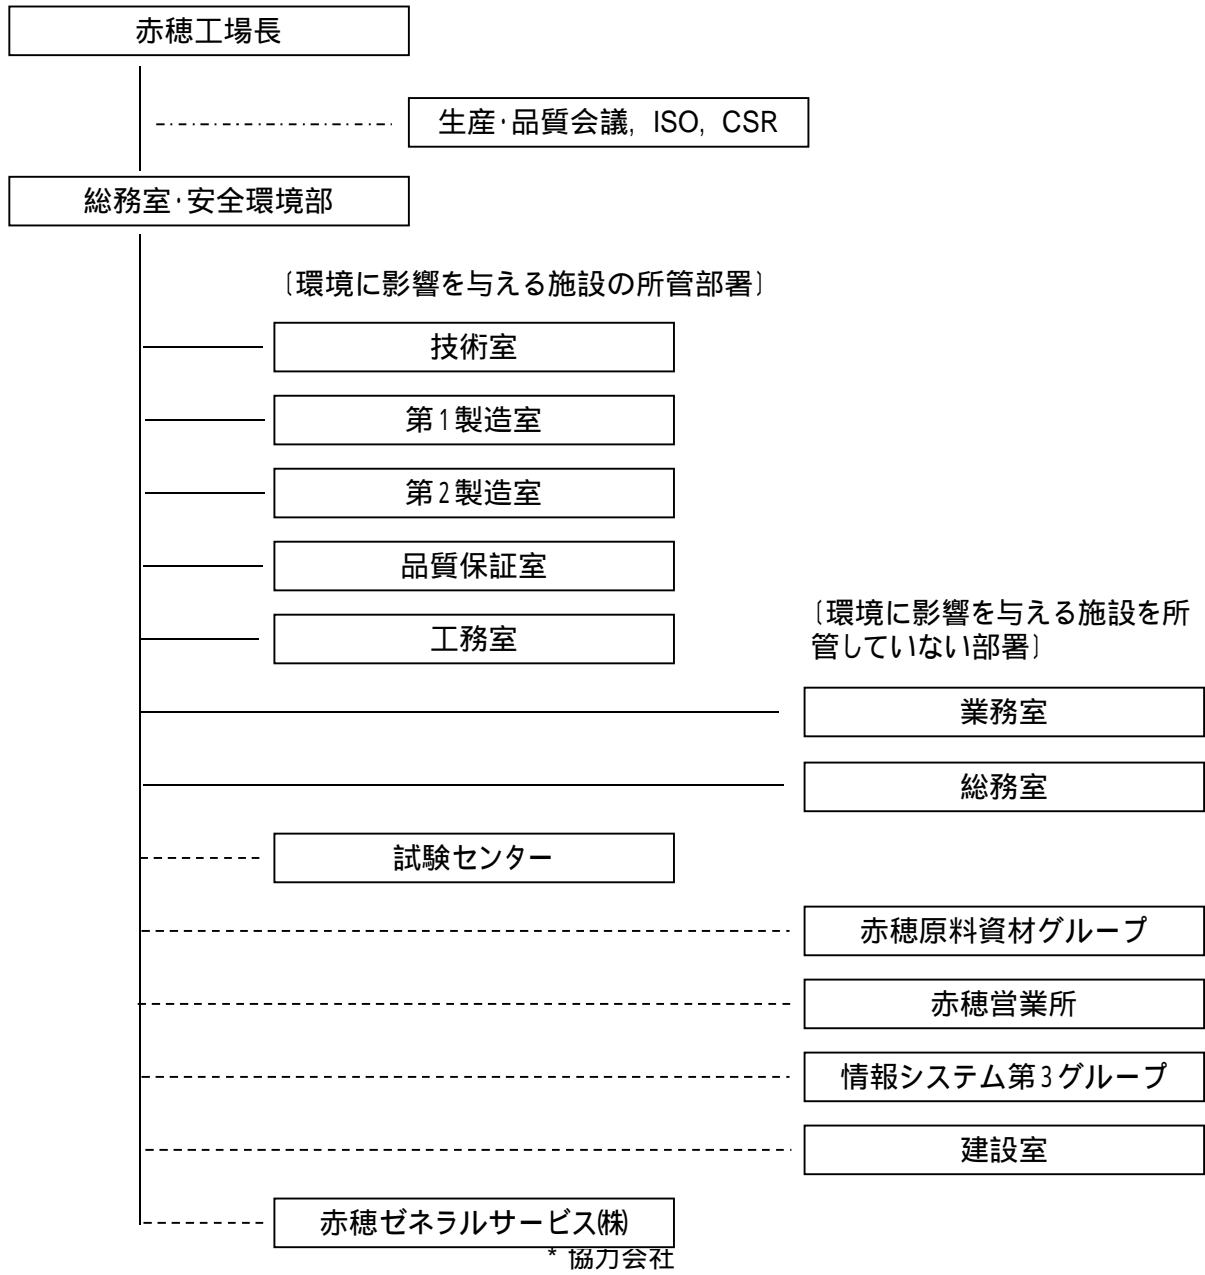 赤穂工場長
生産・品質会議, ISO, CSR
総務室・安全環境部
〔環境に影響を与える施設の所管部署〕
技術室
第1製造室
第2製造室
品質保証室
工務室
〔環境に影響を与える施設を所
管していない部署〕
業務室
総務室
試験センター
赤穂原料資材グループ
赤穂営業所
情報システム第3グループ
建設室
赤穂ゼネラルサービス㈱
* 協力会社